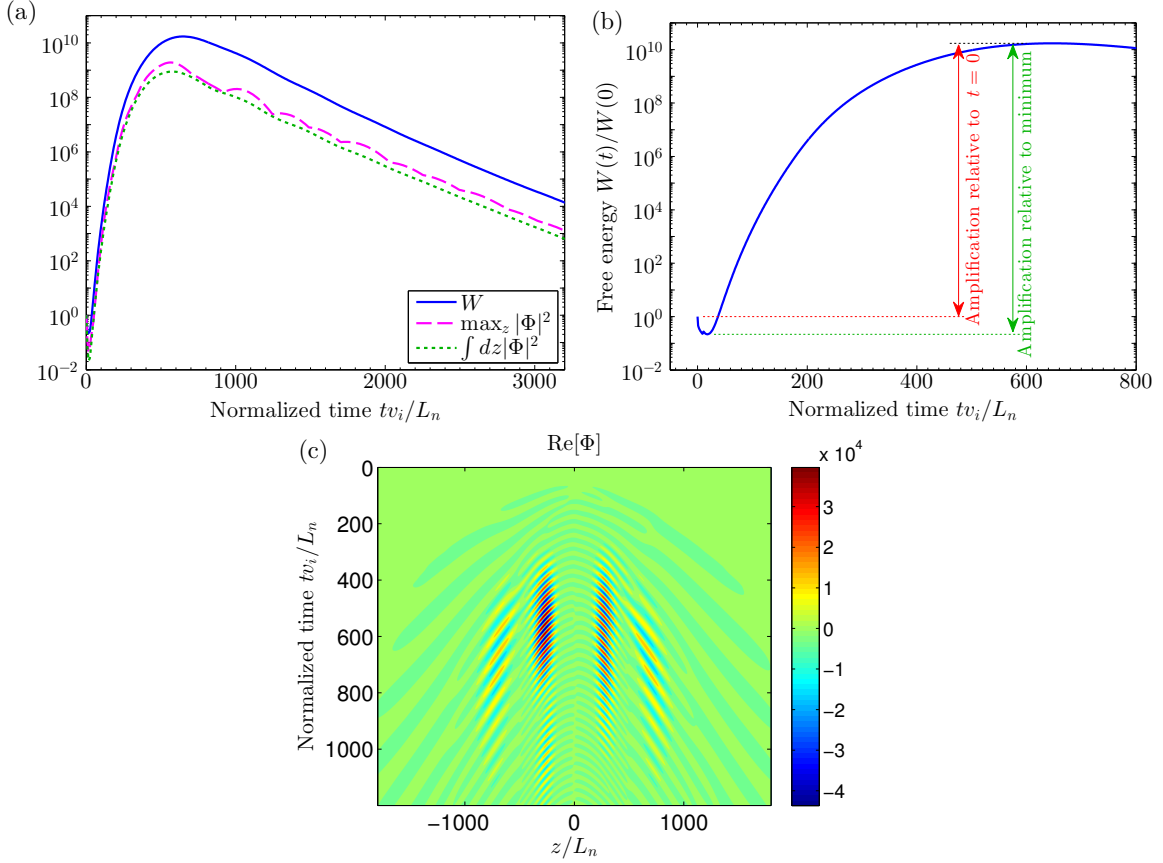 (a)
10^10
10^8
10^6
10^4
10^2
10^0
10^−2
0
1000
2000
3000
Normalized time tv_i/L_n
W
max_z |Φ|^2
∫ dz|Φ|^2
(b)
Free energy W(t)/W(0)
10^10
10^8
10^6
10^4
10^2
10^0
10^−2
0
200
400
600
800
Normalized time tv_i/L_n
Amplification relative to t = 0
Amplification relative to minimum
(c)
Re[Φ]
Normalized time tv_i/L_n
0
200
400
600
800
1000
−1000
0
1000
z/L_n
x 10^4
3
2
1
0
−1
−2
−3
−4